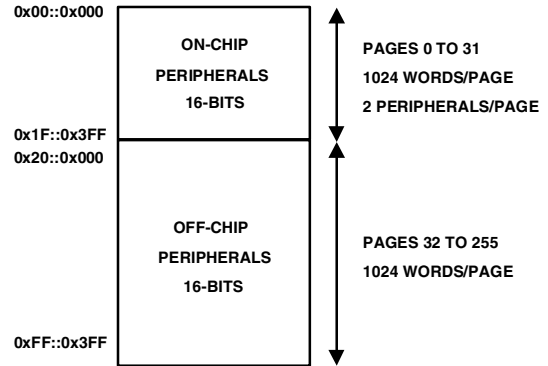 0x00::0x000
ON-CHIP
PERIPHERALS
16-BITS
PAGES 0 TO 31
1024 WORDS/PAGE
2 PERIPHERALS/PAGE
0x1F::0x3FF
0x20::0x000
OFF-CHIP
PERIPHERALS
16-BITS
PAGES 32 TO 255
1024 WORDS/PAGE
0xFF::0x3FF